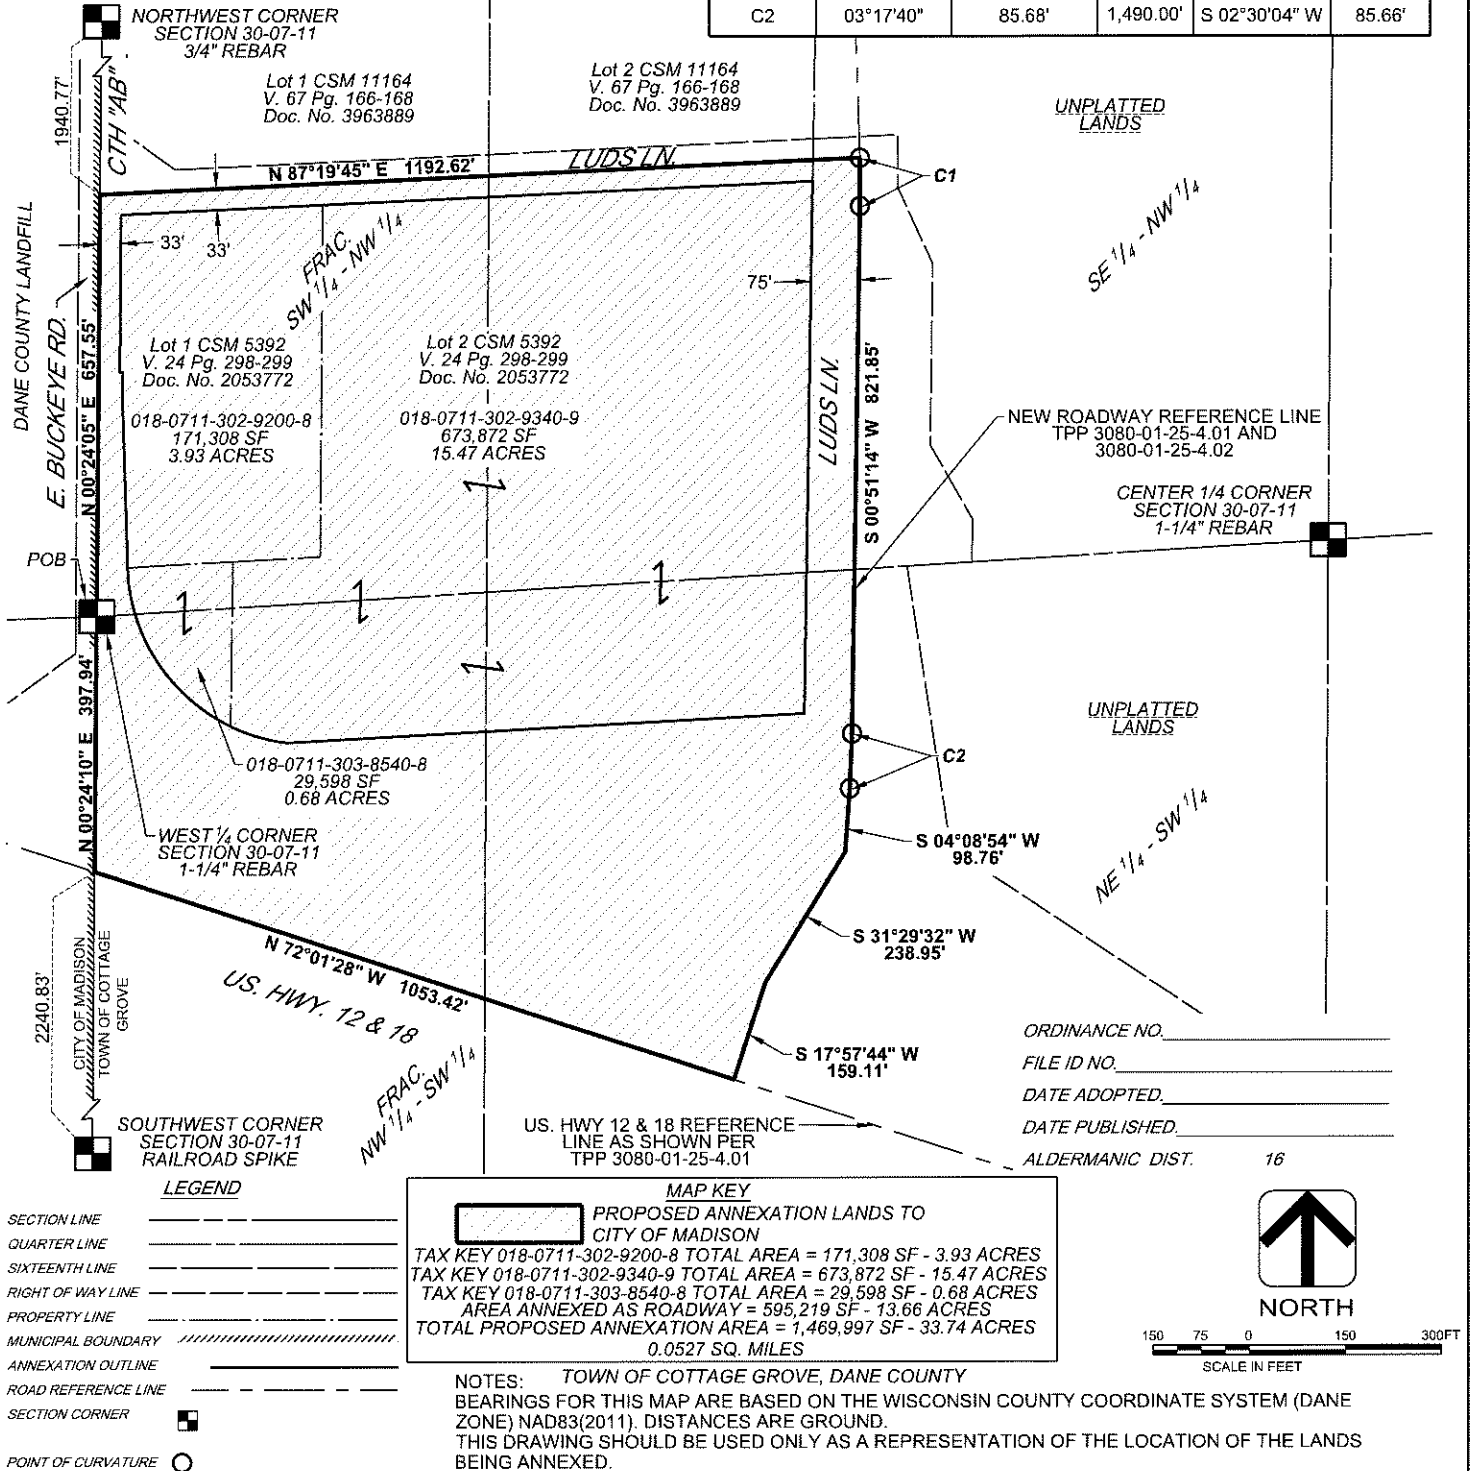 C2 03°17'40" 85.68' 1,490.00' S 02°30'04" W 85.66'
NORTHWEST CORNER
SECTION 30-07-11
3/4" REBAR
1940.77'
CTH "AB"
Lot 1 CSM 11164
V. 67 Pg. 166-168
Doc. No. 3963889
Lot 2 CSM 11164
V. 67 Pg. 166-168
Doc. No. 3963889
UNPLATTED
LANDS
N 87°19'45" E 1192.62'
LUDS LN.
C1
DANE COUNTY LANDFILL
E. BUCKEYE RD.
N 00°24'05" E 657.55'
33'
33'
FRAC.
SW 1/4 - NW 1/4
75'
SE 1/4 - NW 1/4
Lot 1 CSM 5392
V. 24 Pg. 298-299
Doc. No. 2053772
018-0711-302-9200-8
171,308 SF
3.93 ACRES
Lot 2 CSM 5392
V. 24 Pg. 298-299
Doc. No. 2053772
018-0711-302-9340-9
673,872 SF
15.47 ACRES
LUDS LN.
S 00°51'14" W 821.85'
NEW ROADWAY REFERENCE LINE
TPP 3080-01-25-4.01 AND
3080-01-25-4.02
CENTER 1/4 CORNER
SECTION 30-07-11
1-1/4" REBAR
POB
N 00°24'10" E 397.94'
018-0711-303-8540-8
29,598 SF
0.68 ACRES
WEST 1/4 CORNER
SECTION 30-07-11
1-1/4" REBAR
UNPLATTED
LANDS
C2
S 04°08'54" W
98.76'
NE 1/4 - SW 1/4
S 31°29'32" W
238.95'
N 72°01'28" W 1053.42'
US. HWY. 12 & 18
2240.83'
CITY OF MADISON
TOWN OF COTTAGE
GROVE
S 17°57'44" W
159.11'
FRAC.
NW 1/4 - SW 1/4
US. HWY 12 & 18 REFERENCE
LINE AS SHOWN PER
TPP 3080-01-25-4.01
SOUTHWEST CORNER
SECTION 30-07-11
RAILROAD SPIKE
ORDINANCE NO.
FILE ID NO.
DATE ADOPTED.
DATE PUBLISHED.
ALDERMANIC DIST. 16
LEGEND
SECTION LINE
QUARTER LINE
SIXTEENTH LINE
RIGHT OF WAY LINE
PROPERTY LINE
MUNICIPAL BOUNDARY
ANNEXATION OUTLINE
ROAD REFERENCE LINE
SECTION CORNER
POINT OF CURVATURE
MAP KEY
PROPOSED ANNEXATION LANDS TO
CITY OF MADISON
TAX KEY 018-0711-302-9200-8 TOTAL AREA = 171,308 SF - 3.93 ACRES
TAX KEY 018-0711-302-9340-9 TOTAL AREA = 673,872 SF - 15.47 ACRES
TAX KEY 018-0711-303-8540-8 TOTAL AREA = 29,598 SF - 0.68 ACRES
AREA ANNEXED AS ROADWAY = 595,219 SF - 13.66 ACRES
TOTAL PROPOSED ANNEXATION AREA = 1,469,997 SF - 33.74 ACRES
0.0527 SQ. MILES
NORTH
150 75 0 150 300FT
SCALE IN FEET
NOTES: TOWN OF COTTAGE GROVE, DANE COUNTY
BEARINGS FOR THIS MAP ARE BASED ON THE WISCONSIN COUNTY COORDINATE SYSTEM (DANE
ZONE) NAD83(2011). DISTANCES ARE GROUND.
THIS DRAWING SHOULD BE USED ONLY AS A REPRESENTATION OF THE LOCATION OF THE LANDS
BEING ANNEXED.